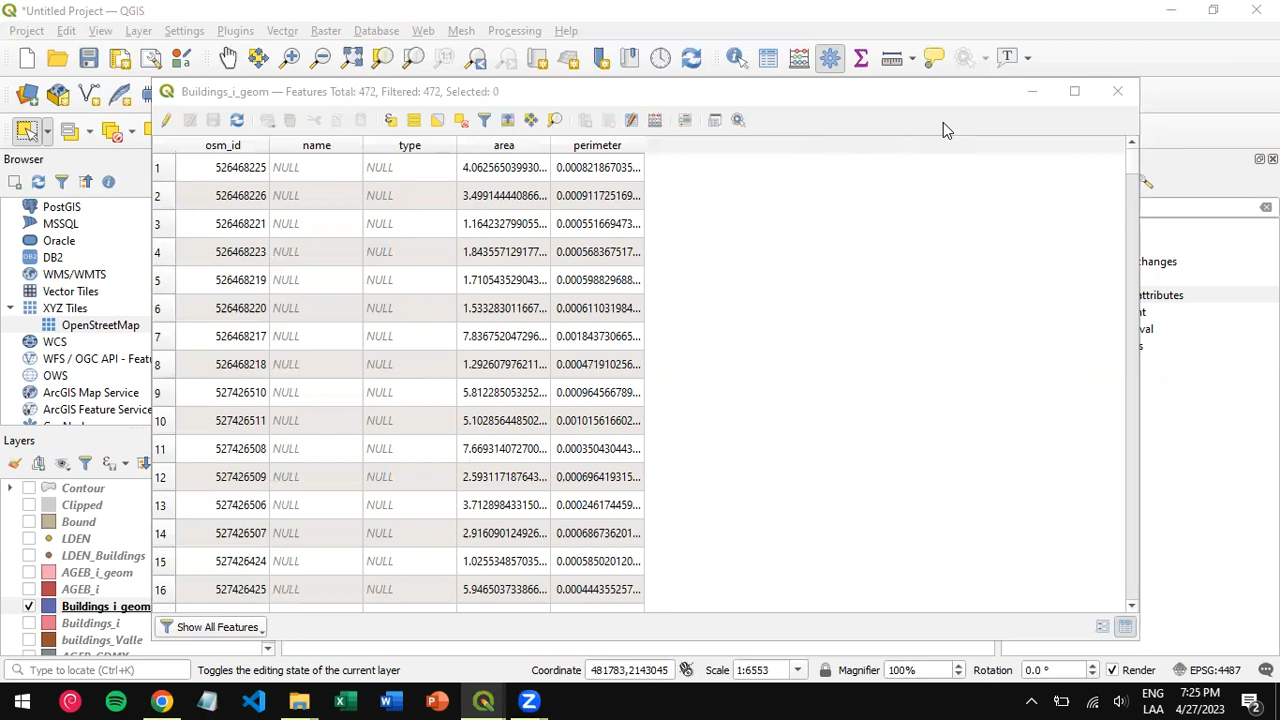 *Untitled Project — QGIS
Project Edit View Layer Settings Plugins Vector Raster Database Web Mesh Processing Help
Buildings_i_geom — Features Total: 472, Filtered: 472, Selected: 0
osm_id name type area perimeter
1 526468225 NULL NULL 4.062565039930... 0.000821867035...
2 526468226 NULL NULL 3.499144440866... 0.000911725169...
3 526468221 NULL NULL 1.164232799055... 0.000551669473...
4 526468223 NULL NULL 1.843557129177... 0.000568367517...
5 526468219 NULL NULL 1.710543529043... 0.000598829688...
6 526468220 NULL NULL 1.533283011667... 0.000611031984...
7 526468217 NULL NULL 7.836752047296... 0.001843730665...
8 526468218 NULL NULL 1.292607976211... 0.000471910256...
9 527426510 NULL NULL 5.812285053252... 0.000964566789...
10 527426511 NULL NULL 5.102856448502... 0.001015616602...
11 527426508 NULL NULL 7.669314072700... 0.000350430443...
12 527426509 NULL NULL 2.593117187643... 0.000696419315...
13 527426506 NULL NULL 3.712898433150... 0.000246174459...
14 527426507 NULL NULL 2.916090124926... 0.000686736201...
15 527426424 NULL NULL 1.025534857035... 0.000585020120...
16 527426425 NULL NULL 5.946503733866... 0.000444355257...
Show All Features
Browser
PostGIS
MSSQL
Oracle
DB2
WMS/WMTS
Vector Tiles
XYZ Tiles
OpenStreetMap
WCS
WFS / OGC API - Featu
OWS
ArcGIS Map Service
ArcGIS Feature Service
Layers
Contour
Clipped
Bound
LDEN
LDEN_Buildings
AGEB_i_geom
AGEB_i
Buildings_i_geom
Buildings_i
buildings_Valle
hanges
attributes
nt
val
s
Type to locate (Ctrl+K) Toggles the editing state of the current layer Coordinate 481783,2143045 Scale 1:6553 Magnifier 100% Rotation 0.0 ° Render EPSG:4487
ENG 7:25 PM
LAA 4/27/2023 2